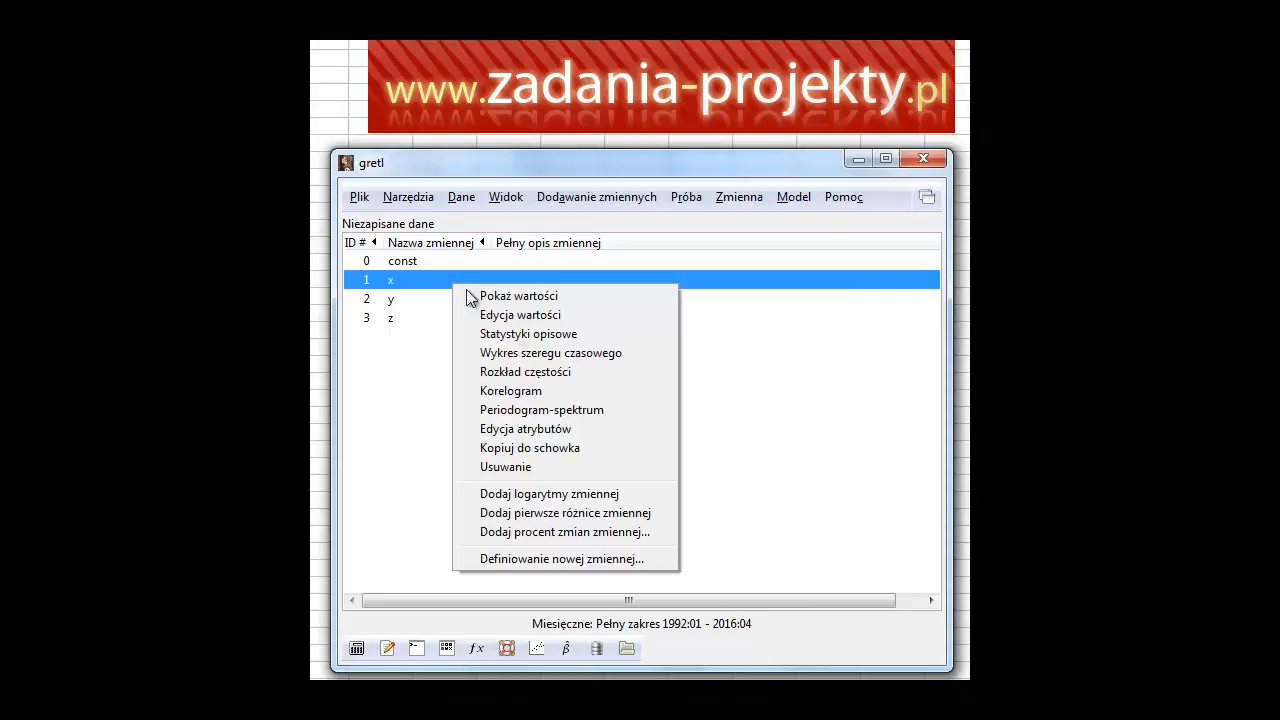 www.zadania-projekty.pl
gretl
Plik Narzędzia Dane Widok Dodawanie zmiennych Próba Zmienna Model Pomoc
Niezapisane dane
ID # Nazwa zmiennej Pełny opis zmiennej
0 const
1 x
2 y
3 z
Pokaż wartości
Edycja wartości
Statystyki opisowe
Wykres szeregu czasowego
Rozkład częstości
Korelogram
Periodogram-spektrum
Edycja atrybutów
Kopiuj do schowka
Usuwanie
Dodaj logarytmy zmiennej
Dodaj pierwsze różnice zmiennej
Dodaj procent zmian zmiennej...
Definiowanie nowej zmiennej...
Miesięczne: Pełny zakres 1992:01 - 2016:04
fx β̂